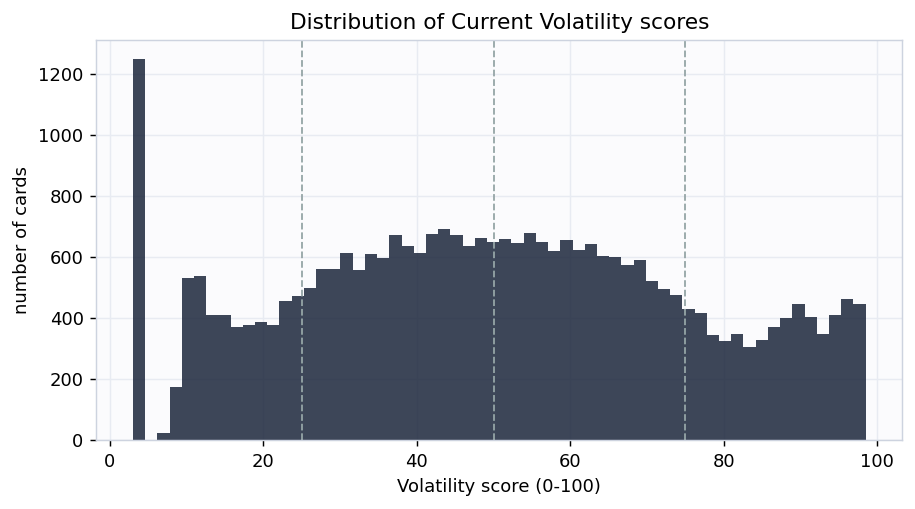 Distribution of Current Volatility scores
1200
1000
800
600
400
200
0
number of cards
0 20 40 60 80 100
Volatility score (0-100)